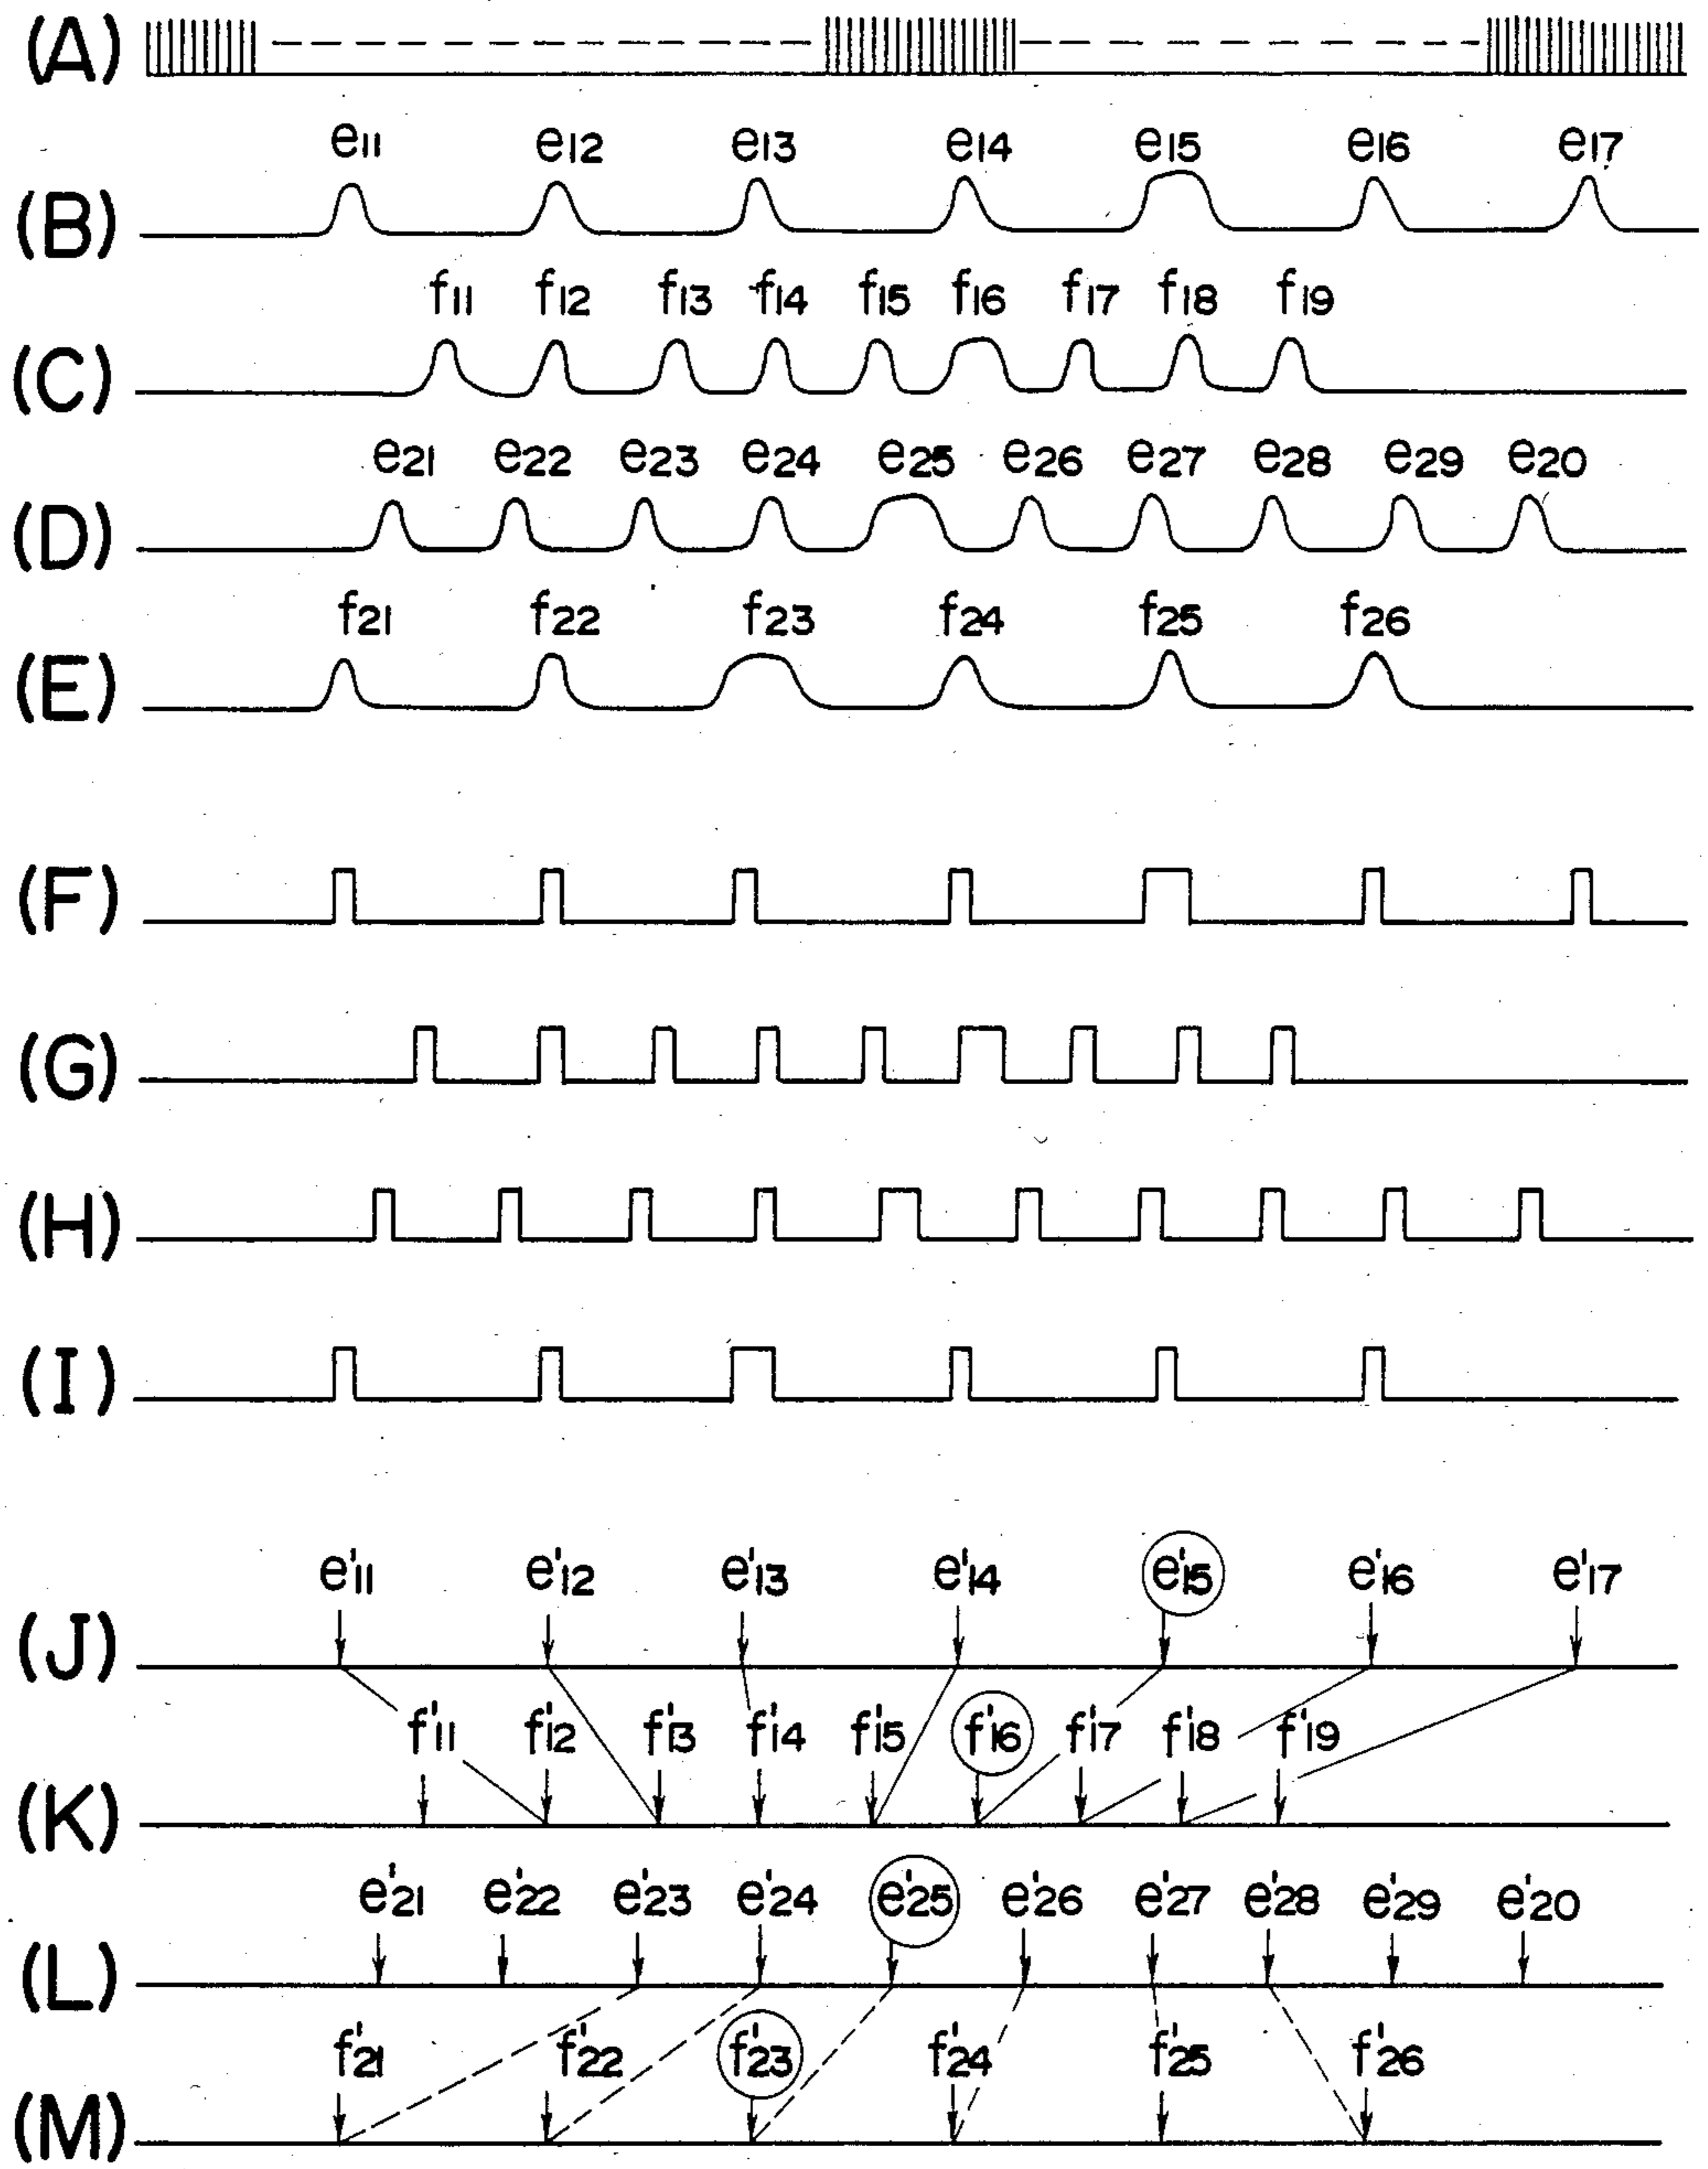 (A)
e11 e12 e13 e14 e15 e16 e17
(B)
f11 f12 f13 f14 f15 f16 f17 f18 f19
(C)
e21 e22 e23 e24 e25 e26 e27 e28 e29 e20
(D)
f21 f22 f23 f24 f25 f26
(E)
(F)
(G)
(H)
(I)
e'11 e'12 e'13 e'14 e'15 e'16 e'17
(J)
f'11 f'12 f'13 f'14 f'15 f'16 f'17 f'18 f'19
(K)
e'21 e'22 e'23 e'24 e'25 e'26 e'27 e'28 e'29 e'20
(L)
f'21 f'22 f'23 f'24 f'25 f'26
(M)